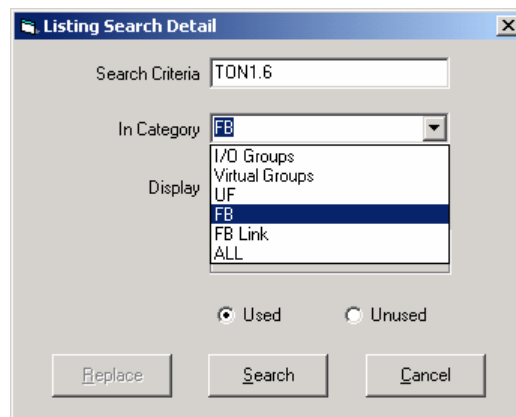 Listing Search Detail
Search Criteria TON1.6
In Category FB
I/O Groups
Virtual Groups
Display UF
FB
FB Link
ALL
Used Unused
Replace Search Cancel